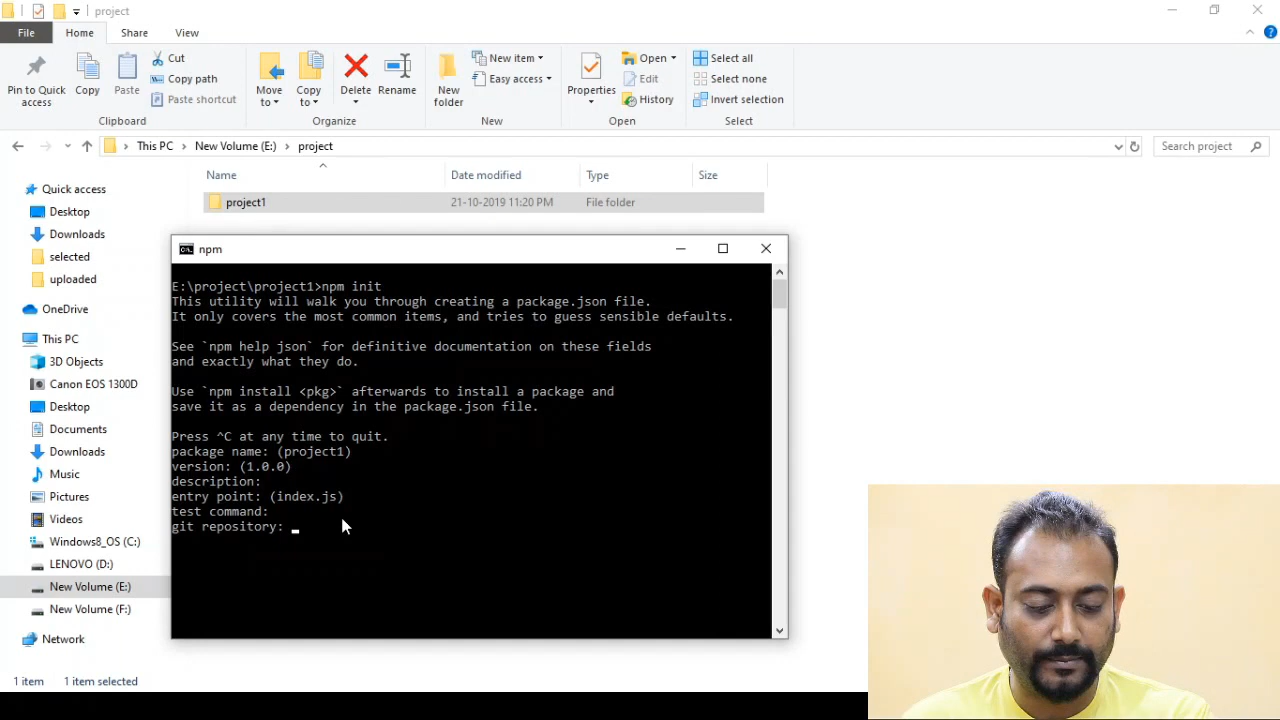 project
File
Home
Share
View
Pin to Quick access
Copy
Paste
Cut
Copy path
Paste shortcut
Clipboard
Move to
Copy to
Delete
Rename
Organize
New folder
New item
Easy access
New
Properties
Open
Edit
History
Open
Select all
Select none
Invert selection
Select
This PC > New Volume (E:) > project
Search project
Name
Date modified
Type
Size
project1
21-10-2019 11:20 PM
File folder
Quick access
Desktop
Downloads
selected
uploaded
OneDrive
This PC
3D Objects
Canon EOS 1300D
Desktop
Documents
Downloads
Music
Pictures
Videos
Windows8_OS (C:)
LENOVO (D:)
New Volume (E:)
New Volume (F:)
Network
1 item
1 item selected
npm
E:\project\project1>npm init
This utility will walk you through creating a package.json file.
It only covers the most common items, and tries to guess sensible defaults.
See `npm help json` for definitive documentation on these fields
and exactly what they do.
Use `npm install <pkg>` afterwards to install a package and
save it as a dependency in the package.json file.
Press ^C at any time to quit.
package name: (project1)
version: (1.0.0)
description:
entry point: (index.js)
test command:
git repository: